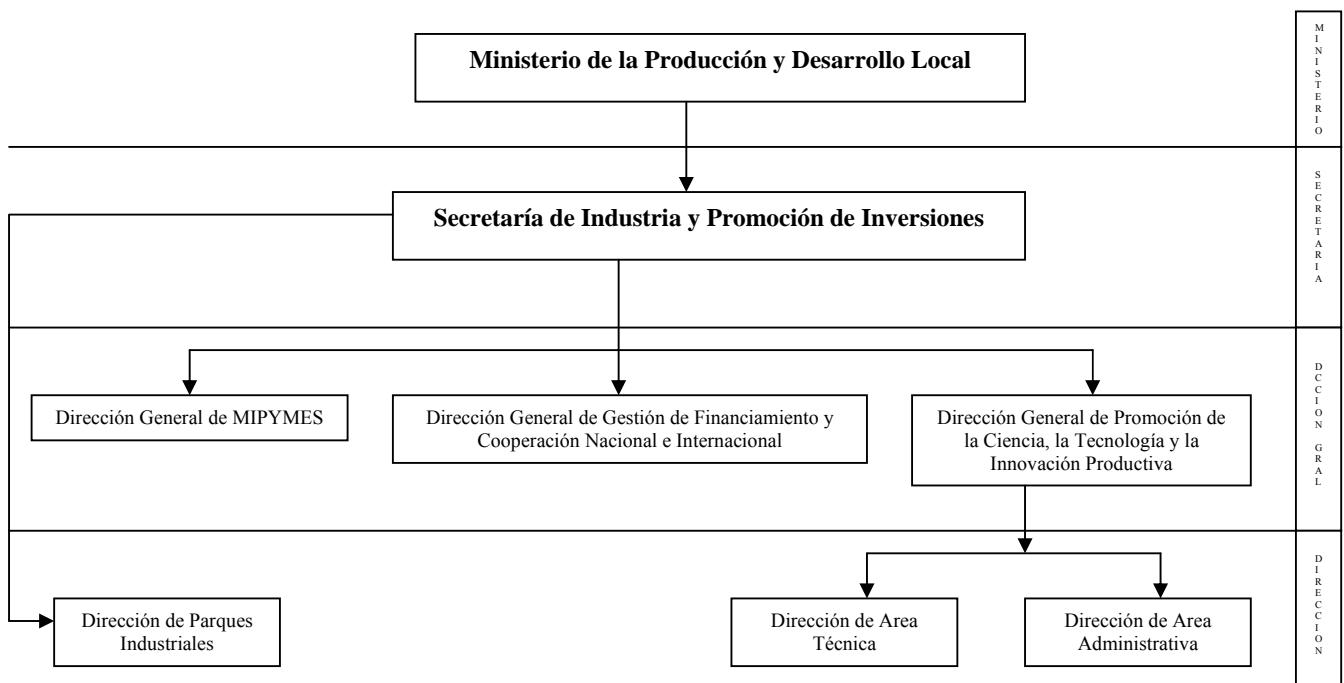 Ministerio de la Producción y Desarrollo Local
MINISTERIO
Secretaría de Industria y Promoción de Inversiones
SECRETARIA
Dirección General de MIPYMES
Dirección General de Gestión de Financiamiento y
Cooperación Nacional e Internacional
Dirección General de Promoción de
la Ciencia, la Tecnología y la
Innovación Productiva
DCCION GRAL
Dirección de Parques
Industriales
Dirección de Area
Técnica
Dirección de Area
Administrativa
DIRECCION